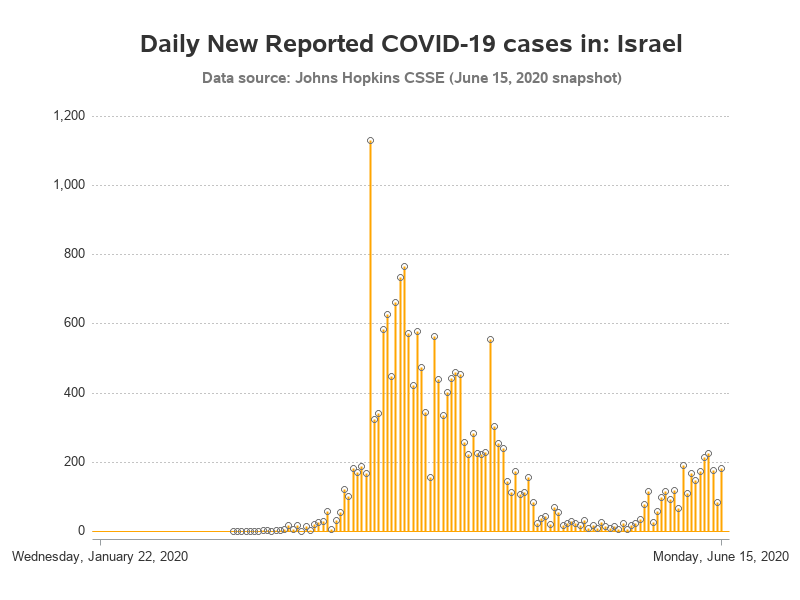 Daily New Reported COVID-19 cases in: Israel
Data source: Johns Hopkins CSSE (June 15, 2020 snapshot)
1,200
1,000
800
600
400
200
0
Wednesday, January 22, 2020
Monday, June 15, 2020